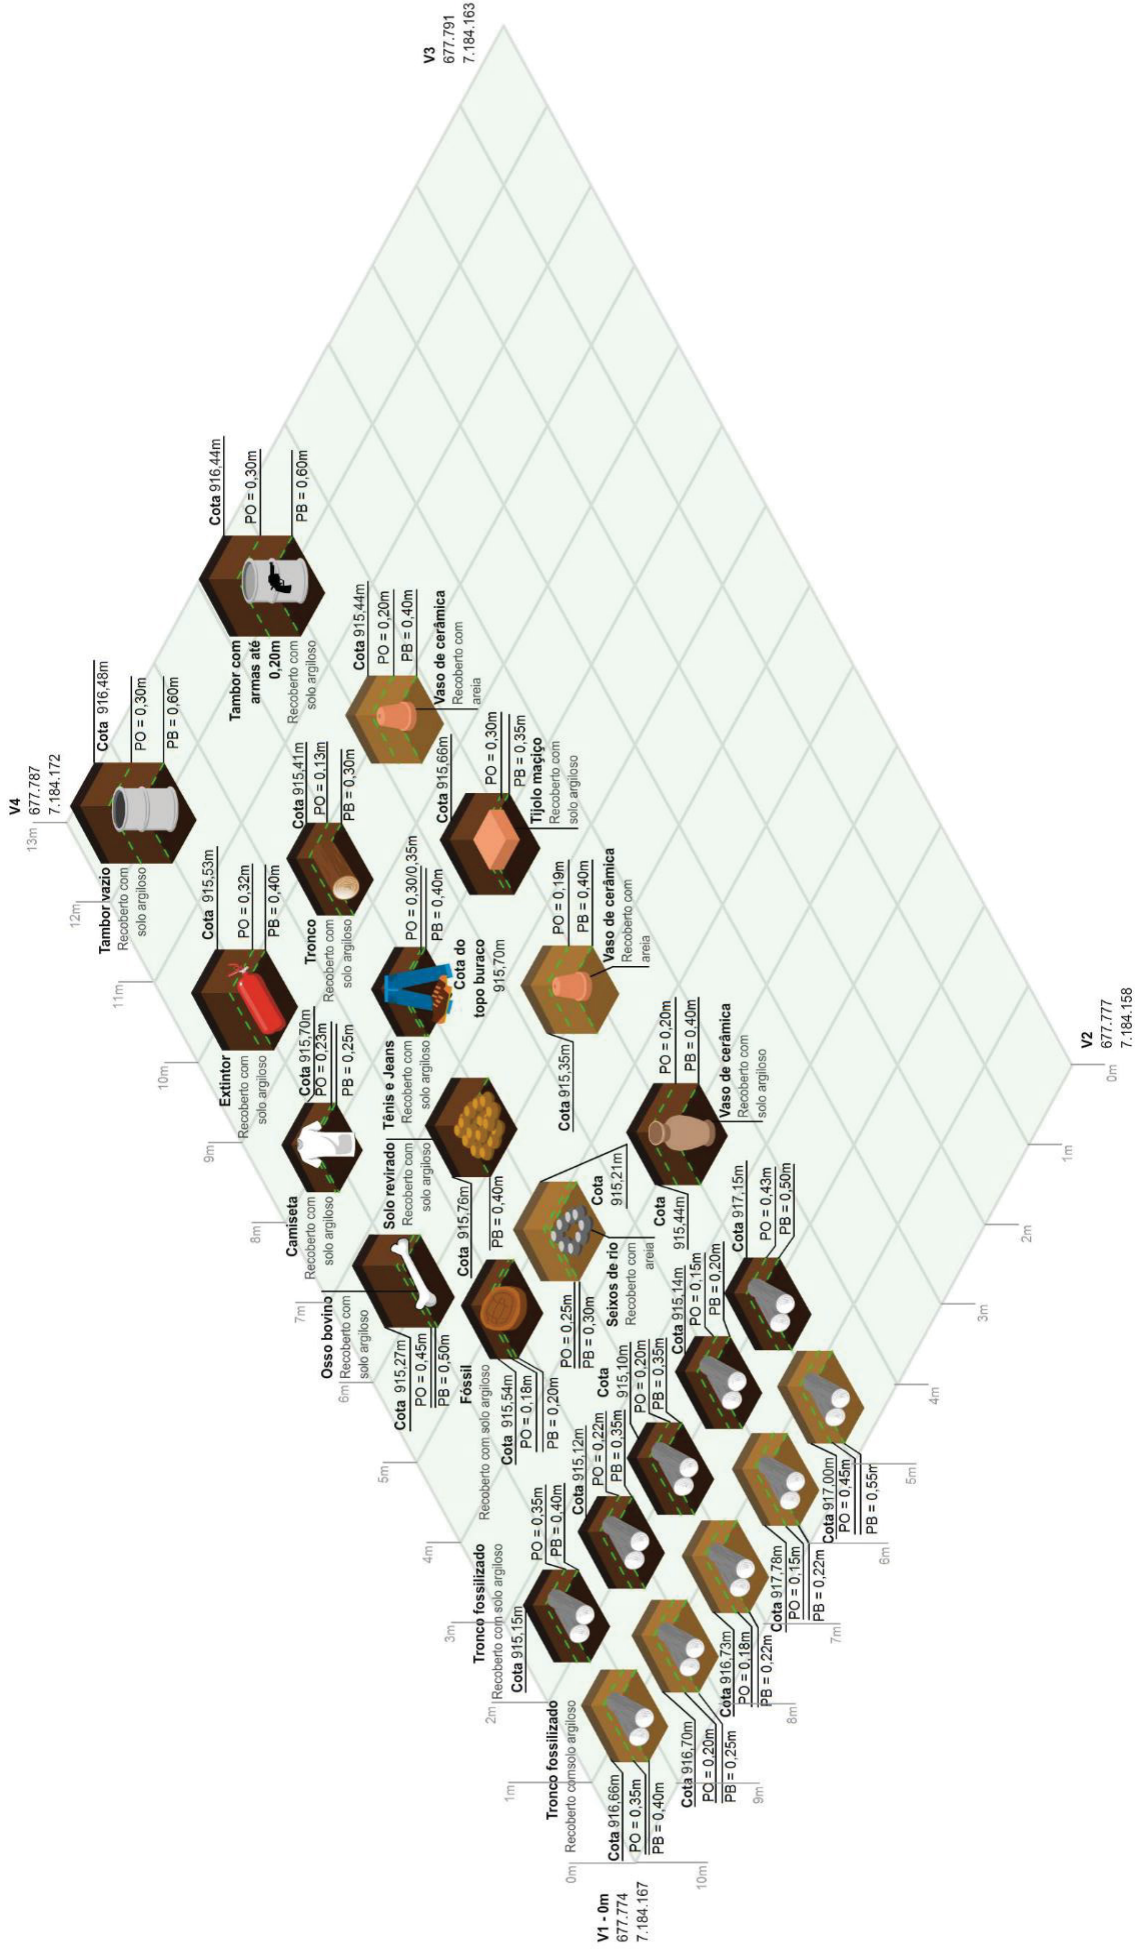 V1 - 0m
677.774
7.184.167
V2
677.777
7.184.158
V3
677.791
7.184.163
V4
677.787
7.184.172
0m
1m
2m
3m
4m
5m
6m
7m
8m
9m
10m
11m
12m
13m
0m
1m
2m
3m
4m
5m
6m
7m
8m
9m
10m
Tambor vazio
Recoberto com
solo argiloso
Cota 916,48m
PO = 0,30m
PB = 0,60m
Tambor com
armas até
0,20m
Recoberto com
solo argiloso
Cota 916,44m
PO = 0,30m
PB = 0,60m
Extintor
Recoberto com
solo argiloso
Cota 915,53m
PO = 0,32m
PB = 0,40m
Tronco
Recoberto com
solo argiloso
Cota 915,41m
PO = 0,13m
PB = 0,30m
Vaso de cerâmica
Recoberto com
areia
Cota 915,44m
PO = 0,20m
PB = 0,40m
Camiseta
Recoberto com
solo argiloso
Cota 915,70m
PO = 0,23m
PB = 0,25m
Tênis e Jeans
Recoberto com
solo argiloso
PO = 0,30/0,35m
PB = 0,40m
Cota do
topo buraco
915,70m
Tijolo maçiço
Recoberto com
solo argiloso
Cota 915,66m
PO = 0,30m
PB = 0,35m
Osso bovino
Recoberto com
solo argiloso
Cota 915,27m
PO = 0,45m
PB = 0,50m
Solo revirado
Recoberto com
solo argiloso
Cota 915,76m
PB = 0,40m
Vaso de cerâmica
Recoberto com
areia
Cota 915,35m
PO = 0,19m
PB = 0,40m
Fóssil
Recoberto com solo argiloso
Cota 915,54m
PO = 0,18m
PB = 0,20m
Seixos de rio
Recoberto com
areia
Cota
915,21m
PO = 0,25m
PB = 0,30m
Vaso de cerâmica
Recoberto com
solo argiloso
Cota
915,44m
PO = 0,20m
PB = 0,40m
Tronco fossilizado
Recoberto com solo argiloso
Cota 915,15m
PO = 0,35m
PB = 0,40m
Cota 915,12m
PO = 0,22m
PB = 0,35m
Cota
915,10m
PO = 0,20m
PB = 0,35m
Cota 915,14m
PO = 0,15m
PB = 0,20m
Cota 917,15m
PO = 0,43m
PB = 0,50m
Tronco fossilizado
Recoberto comsolo argiloso
Cota 916,66m
PO = 0,35m
PB = 0,40m
Cota 916,70m
PO = 0,20m
PB = 0,25m
Cota 916,73m
PO = 0.18m
PB = 0,22m
Cota 917,78m
PO = 0,15m
PB = 0,22m
Cota 917,00m
PO = 0,45m
PB = 0,55m